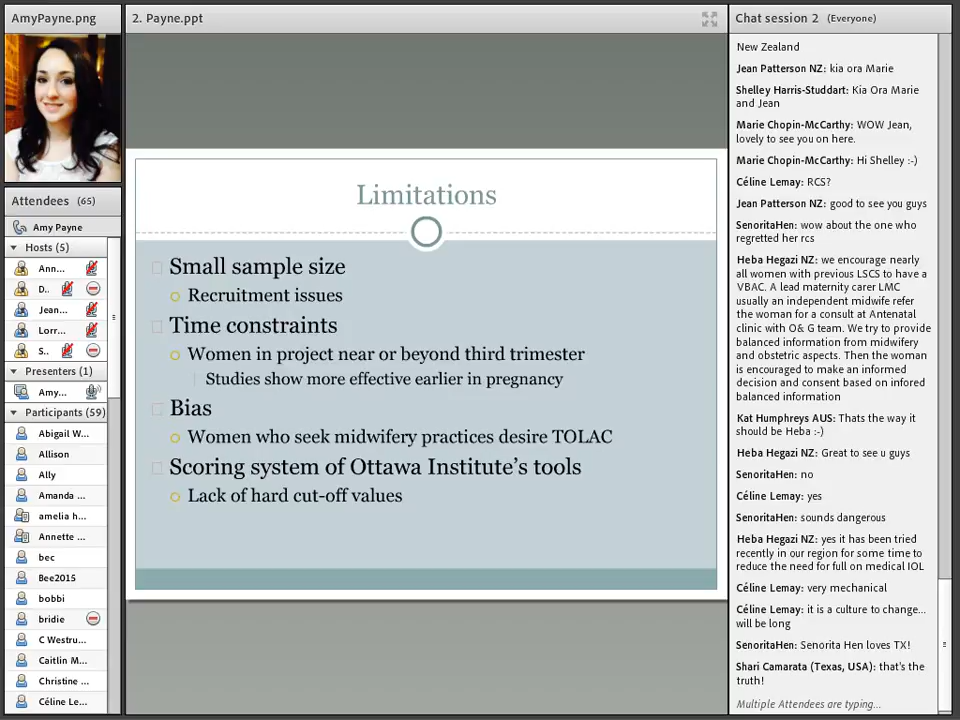 AmyPayne.png
Attendees (65)
Amy Payne
Hosts (5)
Ann...
D..
Jean...
Lorr...
S..
Presenters (1)
Amy...
Participants (59)
Abigail W...
Allison
Ally
Amanda ...
amelia h...
Annette ...
bec
Bee2015
bobbi
bridie
C Westru...
Caitlin M...
Christine ...
Céline Le...
2. Payne.ppt
Limitations
Small sample size
Recruitment issues
Time constraints
Women in project near or beyond third trimester
Studies show more effective earlier in pregnancy
Bias
Women who seek midwifery practices desire TOLAC
Scoring system of Ottawa Institute's tools
Lack of hard cut-off values
Chat session 2 (Everyone)
New Zealand
Jean Patterson NZ: kia ora Marie
Shelley Harris-Studdart: Kia Ora Marie
and Jean
Marie Chopin-McCarthy: WOW Jean,
lovely to see you on here.
Marie Chopin-McCarthy: Hi Shelley :-)
Céline Lemay: RCS?
Jean Patterson NZ: good to see you guys
SenoritaHen: wow about the one who
regretted her rcs
Heba Hegazi NZ: we encourage nearly
all women with previous LSCS to have a
VBAC. A lead maternity carer LMC
usually an independent midwife refer
the woman for a consult at Antenatal
clinic with O& G team. We try to provide
balanced information from midwifery
and obstetric aspects. Then the woman
is encouraged to make an informed
decision and consent based on infored
balanced information
Kat Humphreys AUS: Thats the way it
should be Heba :-)
Heba Hegazi NZ: Great to see u guys
SenoritaHen: no
Céline Lemay: yes
SenoritaHen: sounds dangerous
Heba Hegazi NZ: yes it has been tried
recently in our region for some time to
reduce the need for full on medical IOL
Céline Lemay: very mechanical
Céline Lemay: it is a culture to change...
will be long
SenoritaHen: Senorita Hen loves TX!
Shari Camarata (Texas, USA): that's the
truth!
Multiple Attendees are typing...